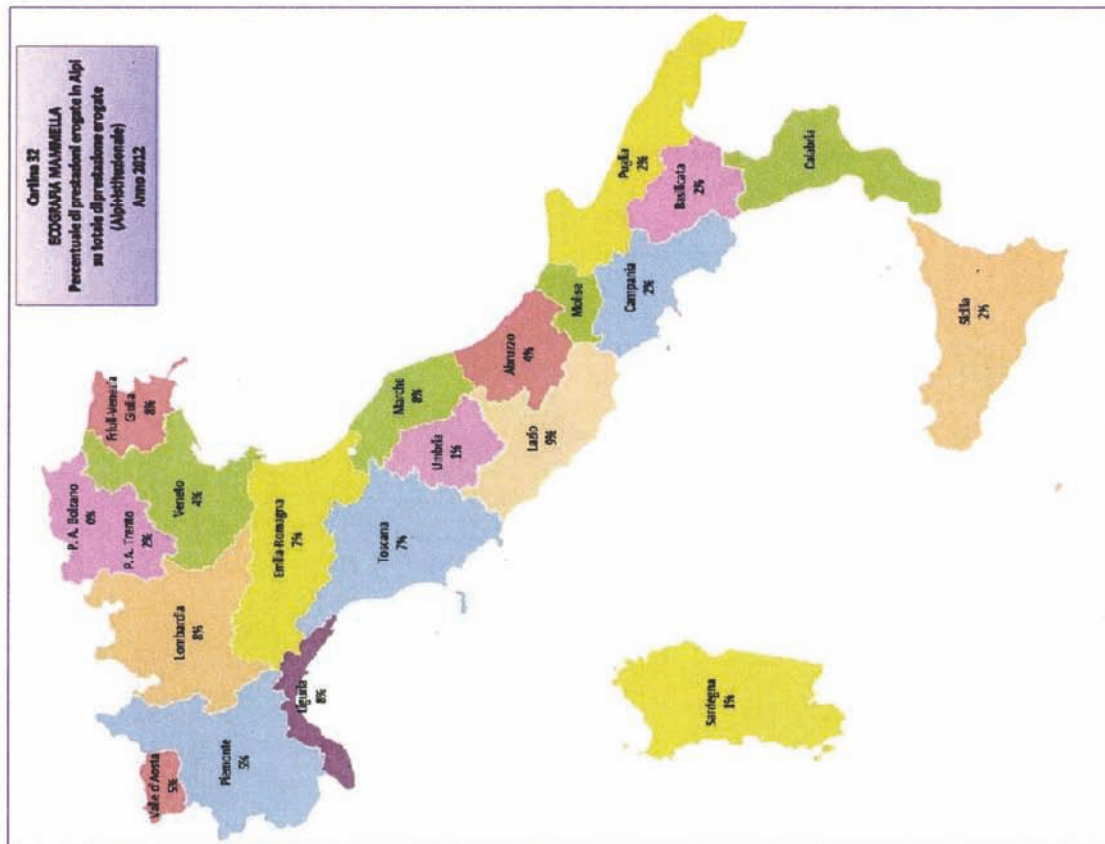 Cartina 32
ECOGRAFIA MAMMELLA
Percentuale di prestazioni erogate in Alpi
su totale di prestazione erogate
(Alpi+Istituzionale)
Anno 2012
P. A. Bolzano
0%
P.A. Trento
2%
Friuli-Venezia
Giulia
8%
Veneto
4%
Lombardia
8%
Valle d'Aosta
5%
Piemonte
5%
Liguria
8%
Emilia-Romagna
7%
Toscana
7%
Marche
8%
Umbria
1%
Lazio
9%
Abruzzo
4%
Molise
Campania
2%
Puglia
2%
Basilicata
2%
Calabria
Sicilia
2%
Sardegna
1%